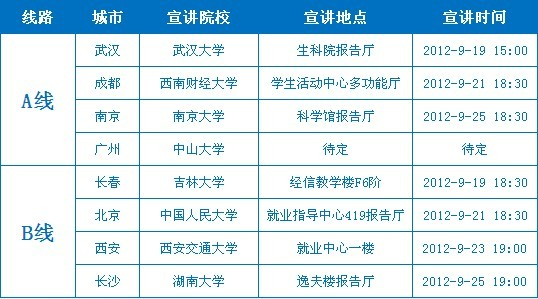 线路 城市 宣讲院校 宣讲地点 宣讲时间
A线
武汉 武汉大学 生科院报告厅 2012-9-19 15:00
成都 西南财经大学 学生活动中心多功能厅 2012-9-21 18:30
南京 南京大学 科学馆报告厅 2012-9-25 18:30
广州 中山大学 待定 待定
B线
长春 吉林大学 经信教学楼F6阶 2012-9-19 18:30
北京 中国人民大学 就业指导中心419报告厅 2012-9-21 18:30
西安 西安交通大学 就业中心一楼 2012-9-23 19:00
长沙 湖南大学 逸夫楼报告厅 2012-9-25 19:00